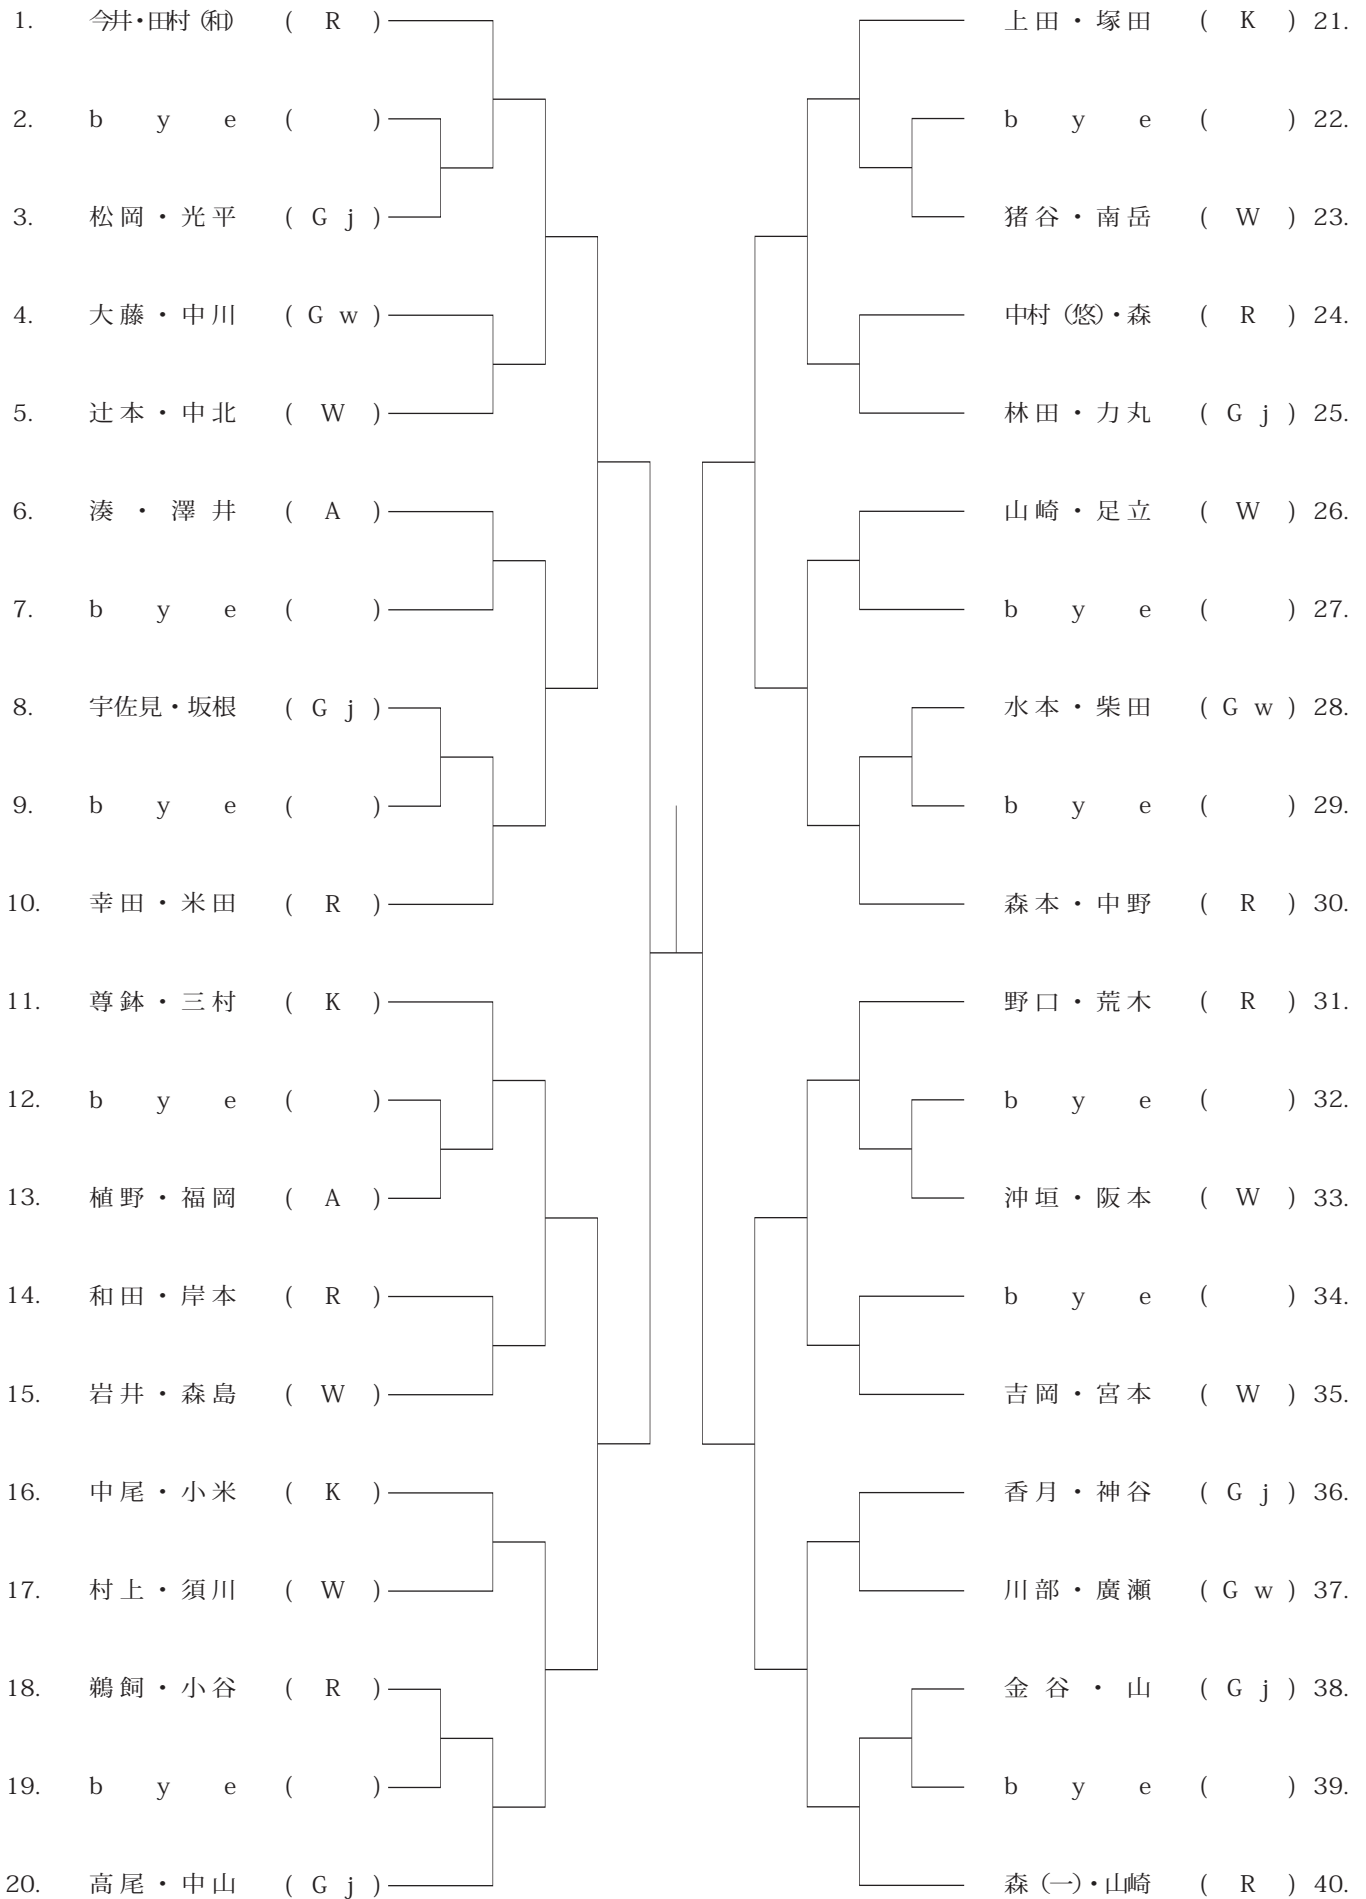 1. 今井・田村(和) ( R )
2. b y e ( )
3. 松岡・光平 ( G j )
4. 大藤・中川 ( G w )
5. 辻本・中北 ( W )
6. 湊・澤井 ( A )
7. b y e ( )
8. 宇佐見・坂根 ( G j )
9. b y e ( )
10. 幸田・米田 ( R )
11. 尊鉢・三村 ( K )
12. b y e ( )
13. 植野・福岡 ( A )
14. 和田・岸本 ( R )
15. 岩井・森島 ( W )
16. 中尾・小米 ( K )
17. 村上・須川 ( W )
18. 鵜飼・小谷 ( R )
19. b y e ( )
20. 高尾・中山 ( G j )
上田・塚田 ( K ) 21.
b y e ( ) 22.
猪谷・南岳 ( W ) 23.
中村(悠)・森 ( R ) 24.
林田・力丸 ( G j ) 25.
山崎・足立 ( W ) 26.
b y e ( ) 27.
水本・柴田 ( G w ) 28.
b y e ( ) 29.
森本・中野 ( R ) 30.
野口・荒木 ( R ) 31.
b y e ( ) 32.
沖垣・阪本 ( W ) 33.
b y e ( ) 34.
吉岡・宮本 ( W ) 35.
香月・神谷 ( G j ) 36.
川部・廣瀬 ( G w ) 37.
金谷・山 ( G j ) 38.
b y e ( ) 39.
森(一)・山崎 ( R ) 40.